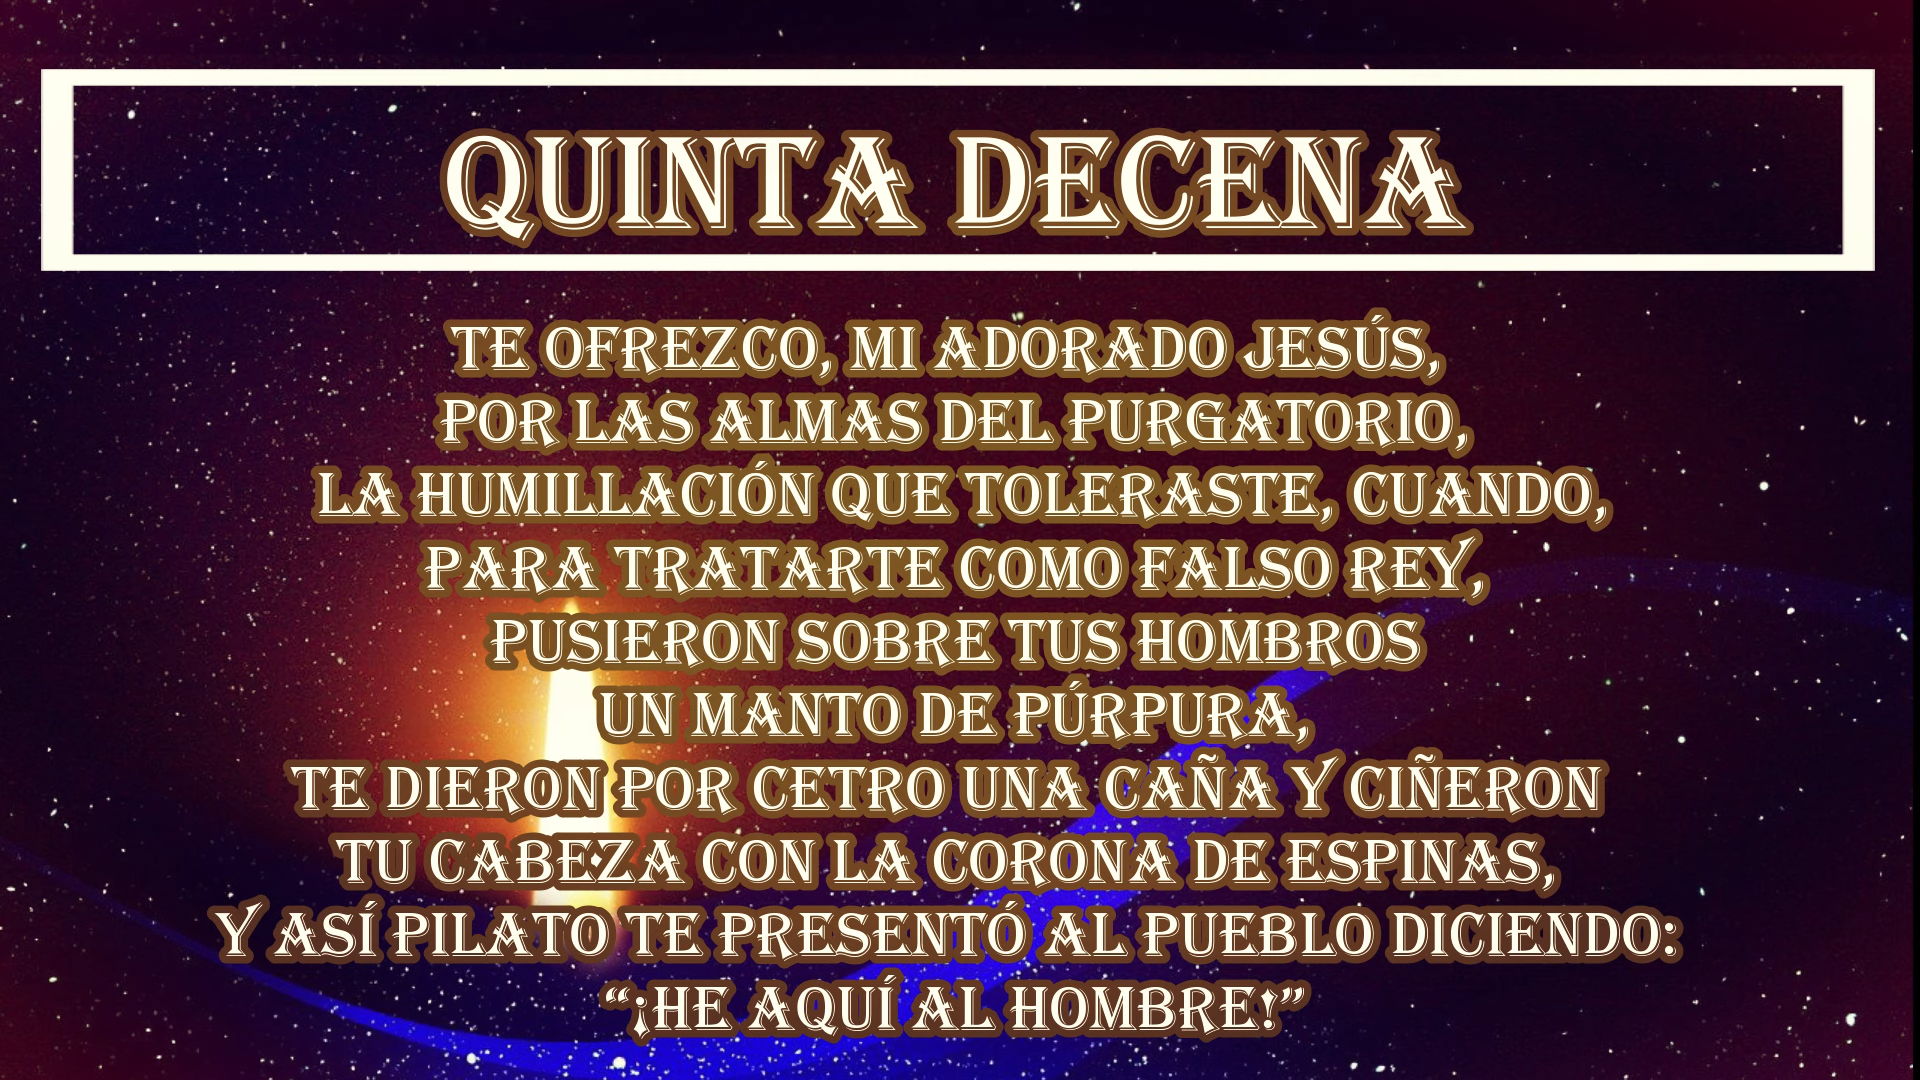 QUINTA DECENA
TE OFREZCO, MI ADORADO JESÚS,
POR LAS ALMAS DEL PURGATORIO,
LA HUMILLACIÓN QUE TOLERASTE, CUANDO,
PARA TRATARTE COMO FALSO REY,
PUSIERON SOBRE TUS HOMBROS
UN MANTO DE PÚRPURA,
TE DIERON POR CETRO UNA CAÑA Y CIÑERON
TU CABEZA CON LA CORONA DE ESPINAS,
Y ASÍ PILATO TE PRESENTÓ AL PUEBLO DICIENDO:
“¡HE AQUÍ AL HOMBRE!”